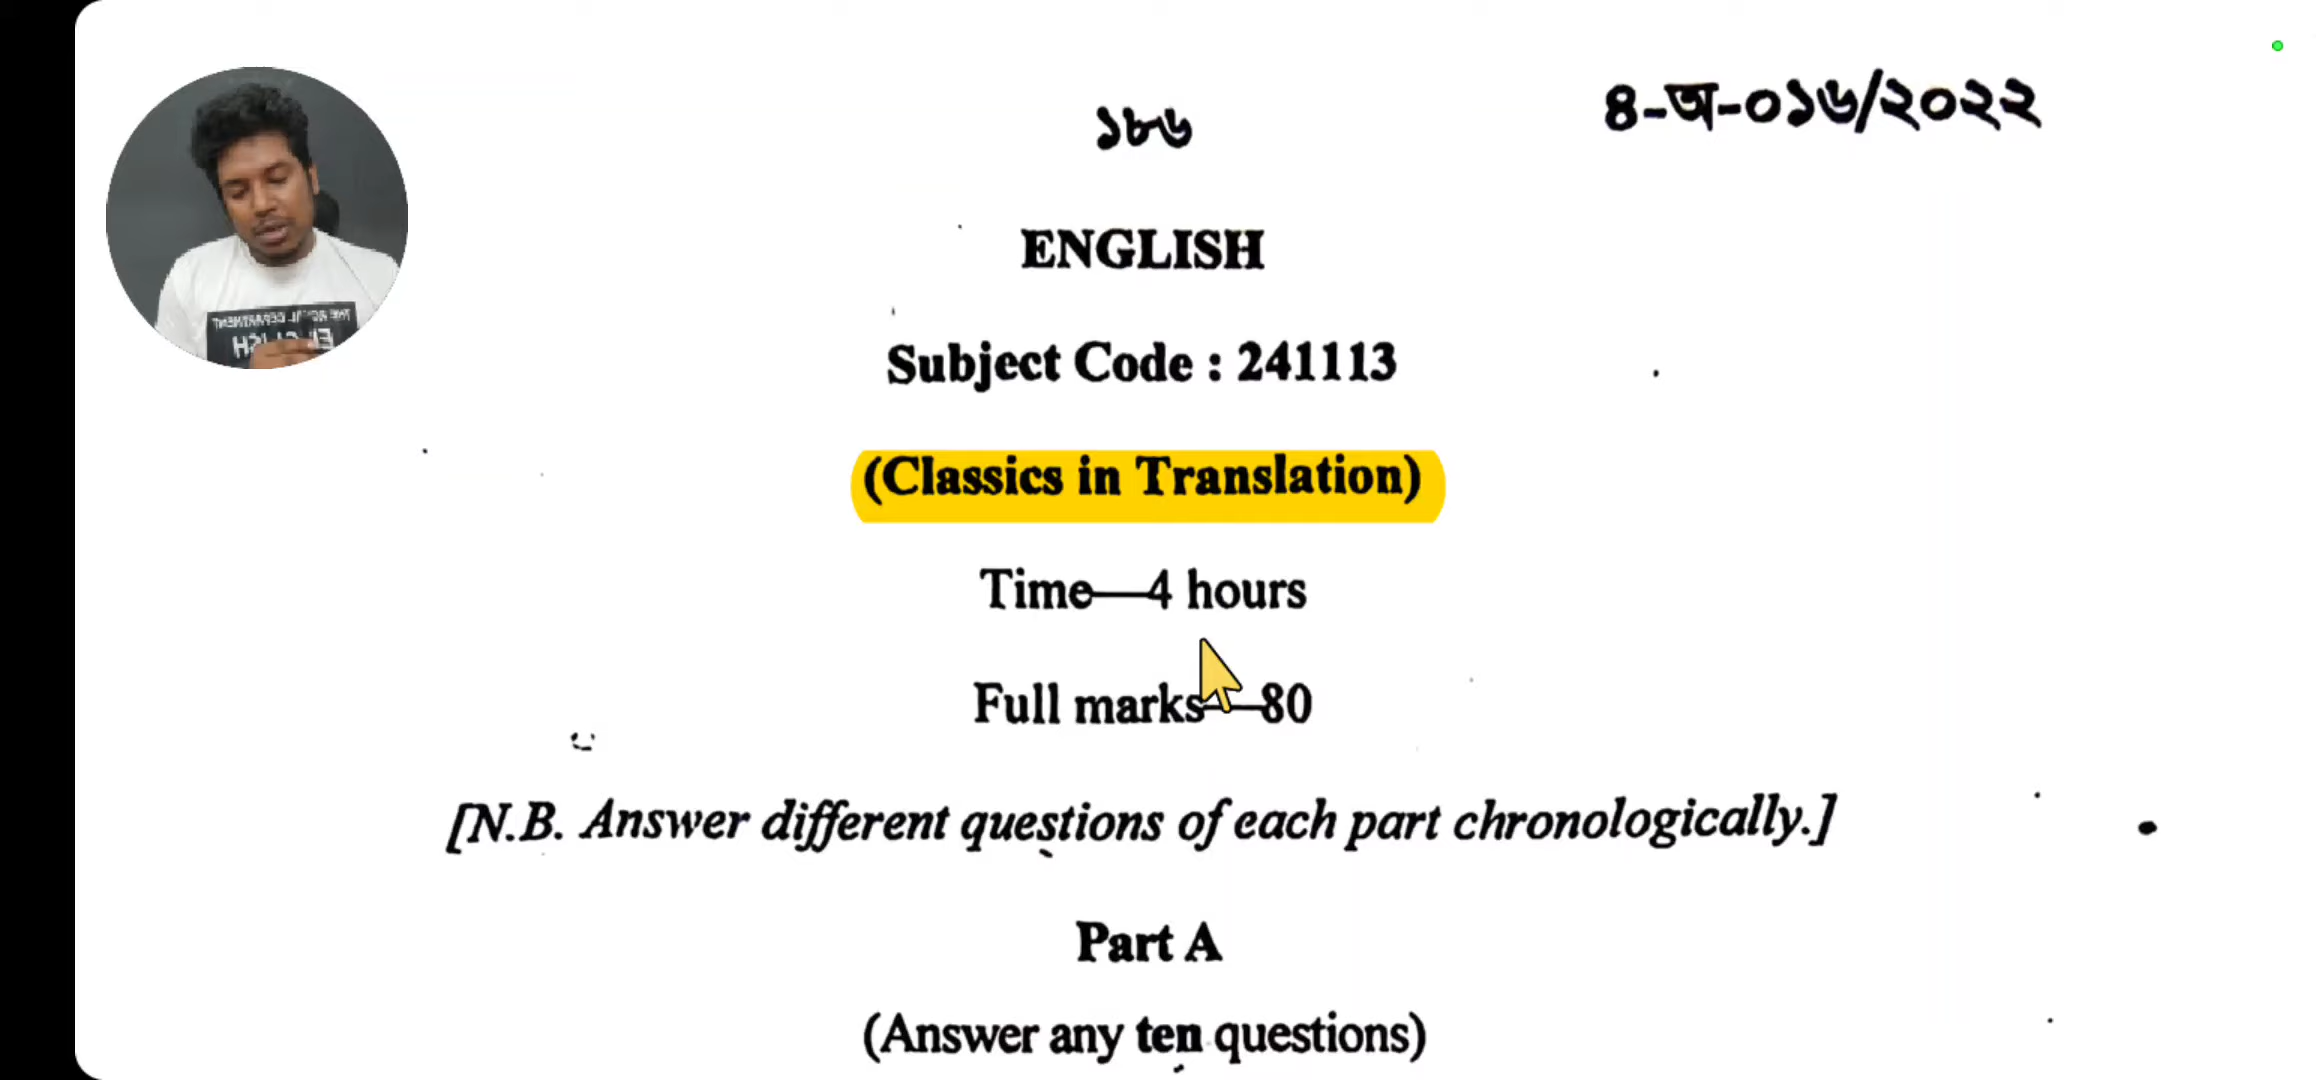 ১৮৬
৪-অ-০১৬/২০২২
ENGLISH
Subject Code : 241113
(Classics in Translation)
Time—4 hours
Full marks—80
[N.B. Answer different questions of each part chronologically.]
Part A
(Answer any ten questions)